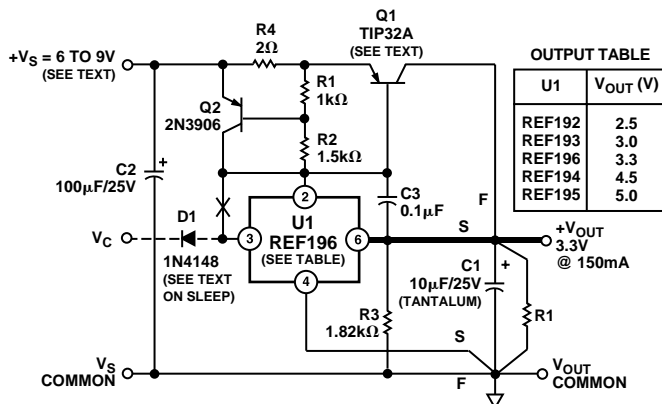 Q1
TIP32A
(SEE TEXT)
R4
2Ω
+VS = 6 TO 9V
(SEE TEXT)
R1
1kΩ
Q2
2N3906
R2
1.5kΩ
C2
100μF/25V
+
C3
0.1μF
F
VC
D1
1N4148
(SEE TEXT
ON SLEEP)
2
3
U1
REF196
(SEE TABLE)
6
4
S
+VOUT
3.3V
@ 150mA
C1
10μF/25V
(TANTALUM)
+
R1
R3
1.82kΩ
S
F
VS
COMMON
VOUT
COMMON
OUTPUT TABLE
U1 VOUT (V)
REF192 2.5
REF193 3.0
REF196 3.3
REF194 4.5
REF195 5.0